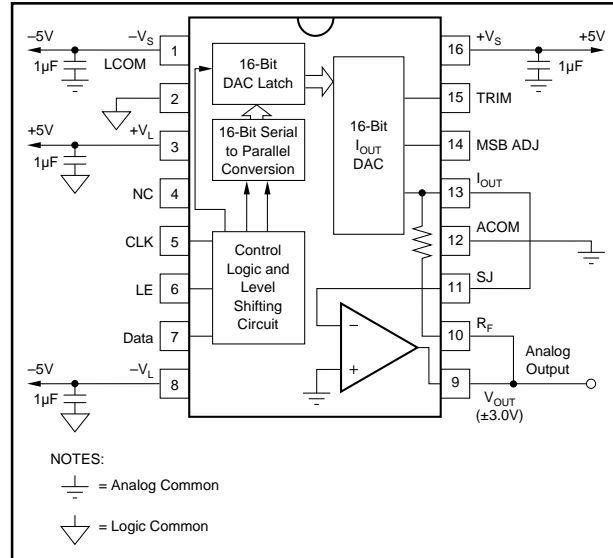 –5V
1µF
–VS
1
LCOM
2
+5V
1µF
+VL
3
NC
4
CLK
5
LE
6
Data
7
–5V
1µF
–VL
8
16-Bit
DAC Latch
16-Bit Serial
to Parallel
Conversion
Control
Logic and
Level
Shifting
Circuit
16-Bit
IOUT
DAC
–
+
16
+VS
+5V
1µF
15
TRIM
14
MSB ADJ
13
IOUT
12
ACOM
11
SJ
10
RF
9
VOUT
(±3.0V)
Analog
Output
NOTES:
= Analog Common
= Logic Common